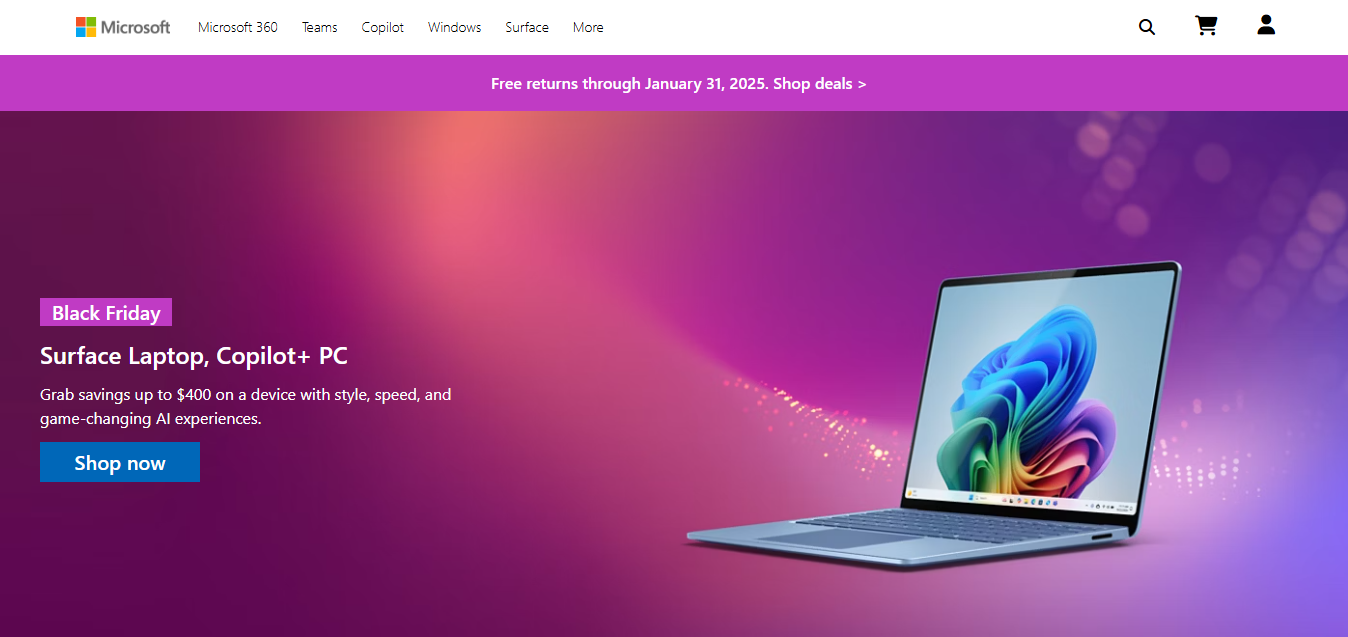 Microsoft
Microsoft 360
Teams
Copilot
Windows
Surface
More
Free returns through January 31, 2025. Shop deals >
Black Friday
Surface Laptop, Copilot+ PC
Grab savings up to $400 on a device with style, speed, and
game-changing AI experiences.
Shop now